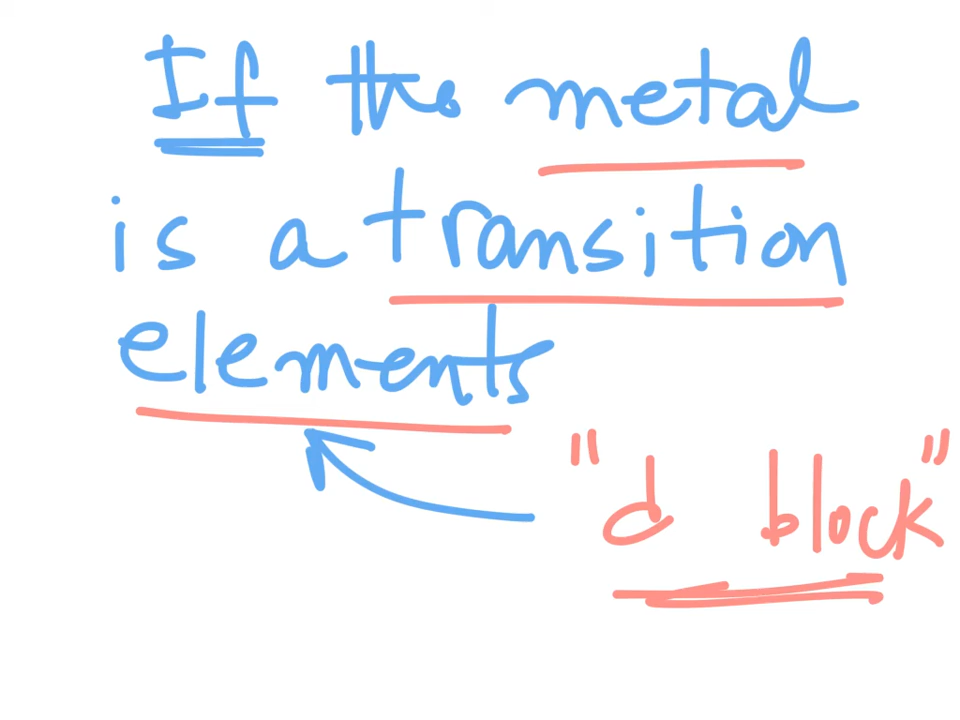 If the metal
is a transition
elements
"d block"